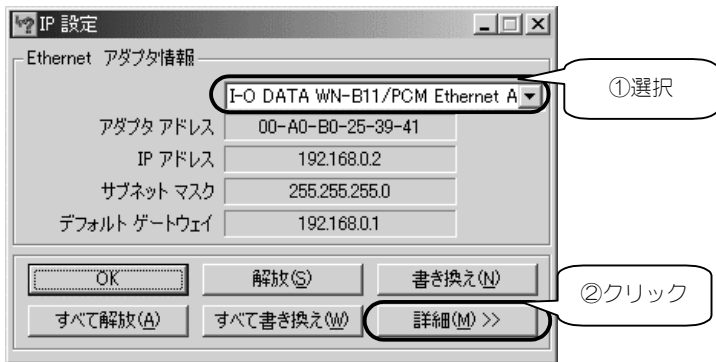 IP 設定
Ethernet アダプタ情報
I-O DATA WN-B11/PCM Ethernet A
①選択
アダプタ アドレス 00-A0-B0-25-39-41
IP アドレス 192.168.0.2
サブネット マスク 255.255.255.0
デフォルト ゲートウェイ 192.168.0.1
OK 解放(S) 書き換え(N)
②クリック
すべて解放(A) すべて書き換え(W) 詳細(M) >>